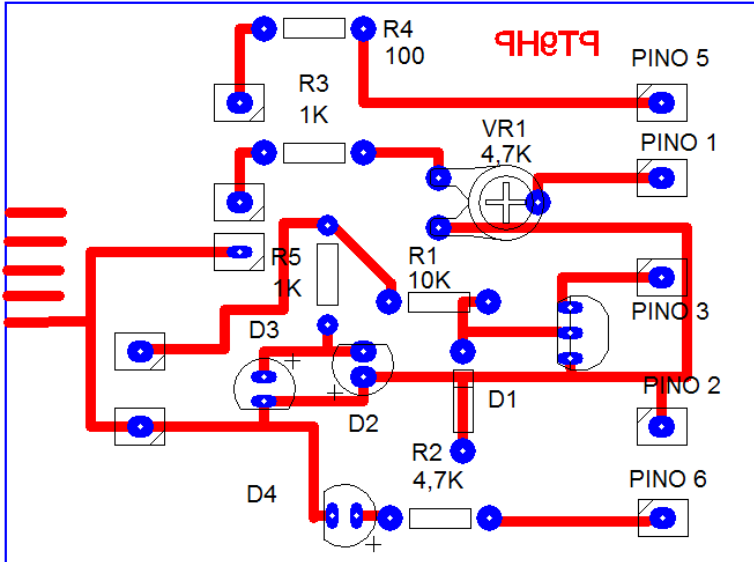 R4
100
PT9HP
PINO 5
R3
1K
VR1
4,7K
PINO 1
R5
1K
R1
10K
PINO 3
D3
+
+
D2
D1
PINO 2
R2
4,7K
D4
+
PINO 6